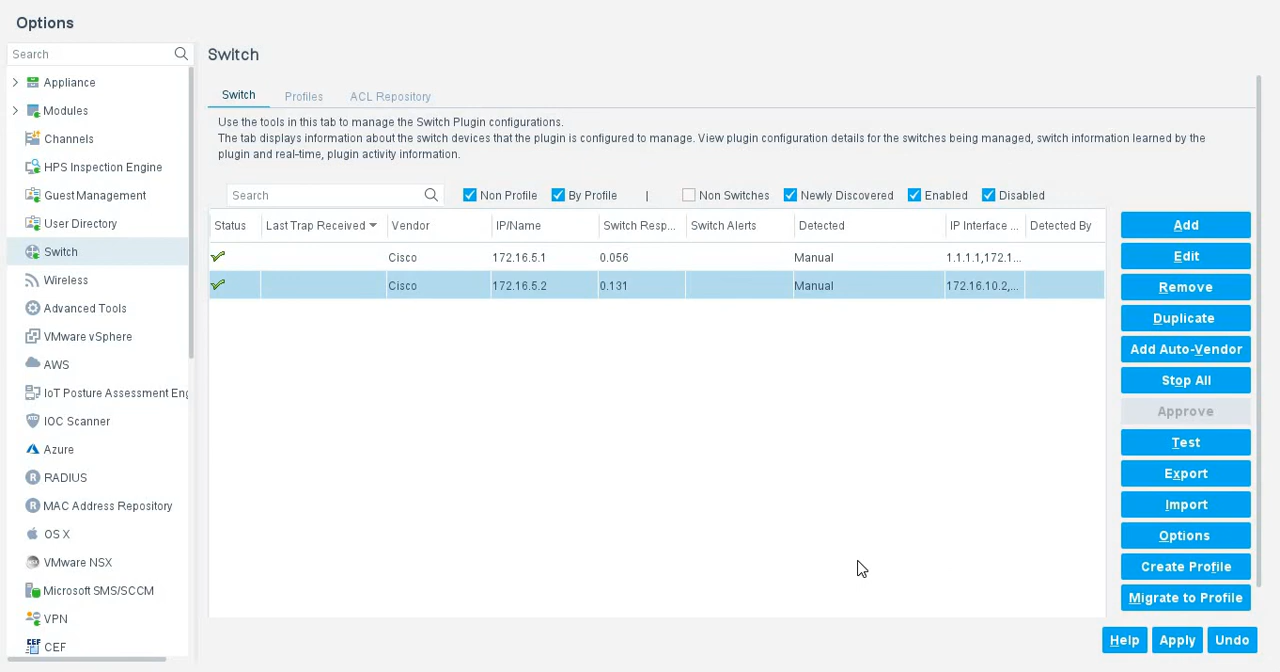 Options
Search
Appliance
Modules
Channels
HPS Inspection Engine
Guest Management
User Directory
Switch
Wireless
Advanced Tools
VMware vSphere
AWS
IoT Posture Assessment Eng
IOC Scanner
Azure
RADIUS
MAC Address Repository
OS X
VMware NSX
Microsoft SMS/SCCM
VPN
CEF
Switch
Switch Profiles ACL Repository
Use the tools in this tab to manage the Switch Plugin configurations.
The tab displays information about the switch devices that the plugin is configured to manage. View plugin configuration details for the switches being managed, switch information learned by the
plugin and real-time, plugin activity information.
Search Non Profile By Profile | Non Switches Newly Discovered Enabled Disabled
Status Last Trap Received Vendor IP/Name Switch Resp... Switch Alerts Detected IP Interface ... Detected By
Cisco 172.16.5.1 0.056 Manual 1.1.1.1,172.1...
Cisco 172.16.5.2 0.131 Manual 172.16.10.2,...
Add
Edit
Remove
Duplicate
Add Auto-Vendor
Stop All
Approve
Test
Export
Import
Options
Create Profile
Migrate to Profile
Help Apply Undo